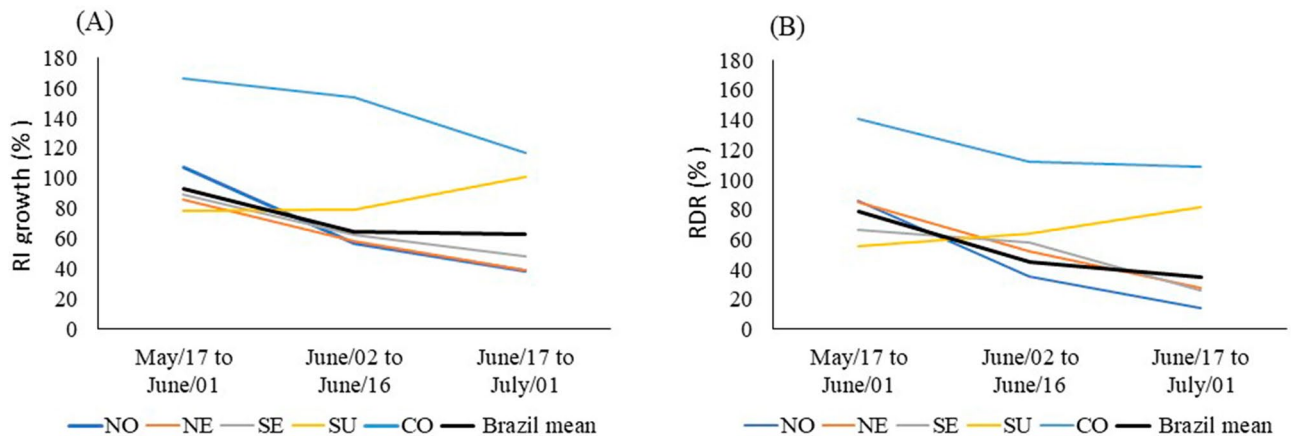 (A)
RI growth (%)
180
160
140
120
100
80
60
40
20
0
May/17 to June/02 to June/17 to
June/01 June/16 July/01
NO NE SE SU CO Brazil mean
(B)
RDR (%)
180
160
140
120
100
80
60
40
20
0
May/17 to June/02 to June/17 to
June/01 June/16 July/01
NO NE SE SU CO Brazil mean